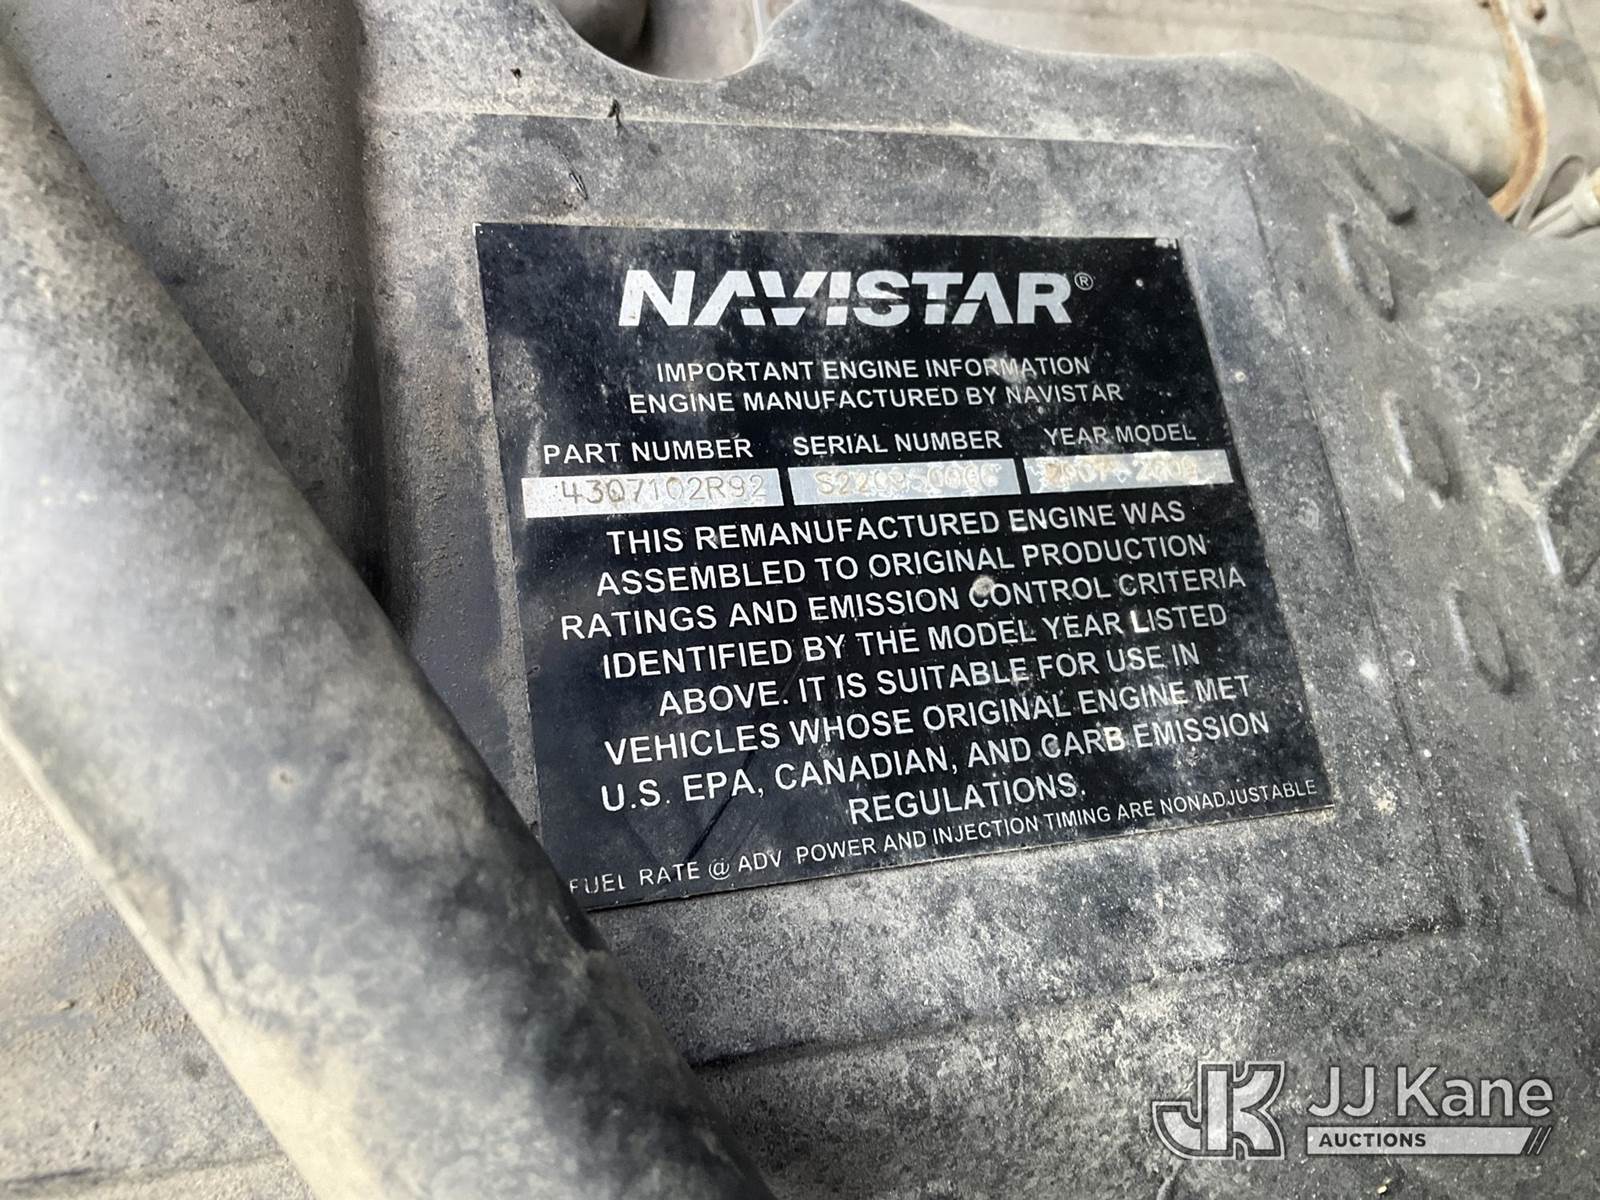 NAVISTAR®
IMPORTANT ENGINE INFORMATION
ENGINE MANUFACTURED BY NAVISTAR
PART NUMBER SERIAL NUMBER YEAR MODEL
4307102R92
THIS REMANUFACTURED ENGINE WAS
ASSEMBLED TO ORIGINAL PRODUCTION
RATINGS AND EMISSION CONTROL CRITERIA
IDENTIFIED BY THE MODEL YEAR LISTED
ABOVE. IT IS SUITABLE FOR USE IN
VEHICLES WHOSE ORIGINAL ENGINE MET
U.S. EPA, CANADIAN, AND CARB EMISSION
REGULATIONS.
FUEL RATE @ ADV POWER AND INJECTION TIMING ARE NONADJUSTABLE
JK JJ Kane
AUCTIONS